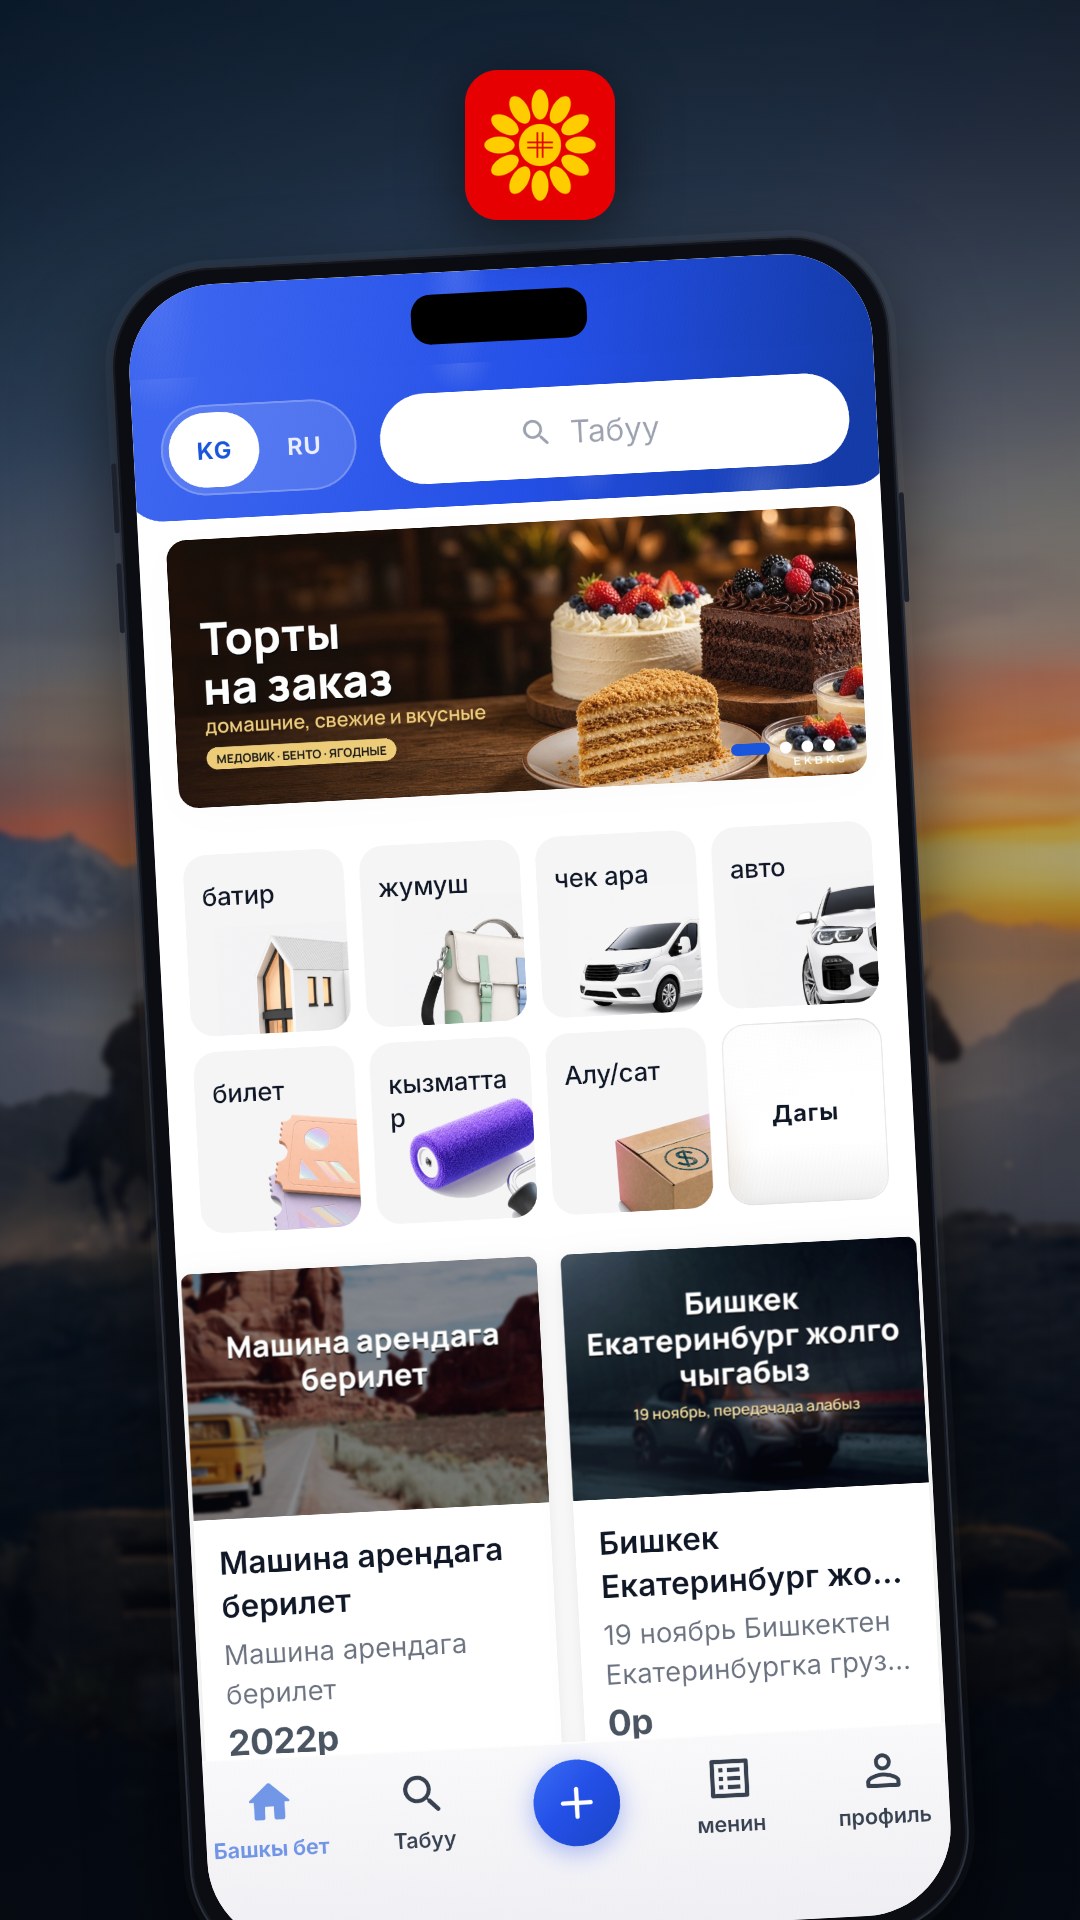 KG
RU
Табуу
Торты
на заказ
домашние, свежие и вкусные
МЕДОВИК · БЕНТО · ЯГОДНЫЕ
EKBKG
батир
жумуш
чек ара
авто
билет
кызматта
р
Алу/сат
Дагы
$
Машина арендага
берилет
Бишкек
Екатеринбург жолго
чыгабыз
19 ноябрь, передачада алабыз
Машина арендага
берилет
Машина арендага
берилет
2022р
Бишкек
Екатеринбург жо...
19 ноябрь Бишкектен
Екатеринбургка груз...
0р
Башкы бет
Табуу
менин
профиль